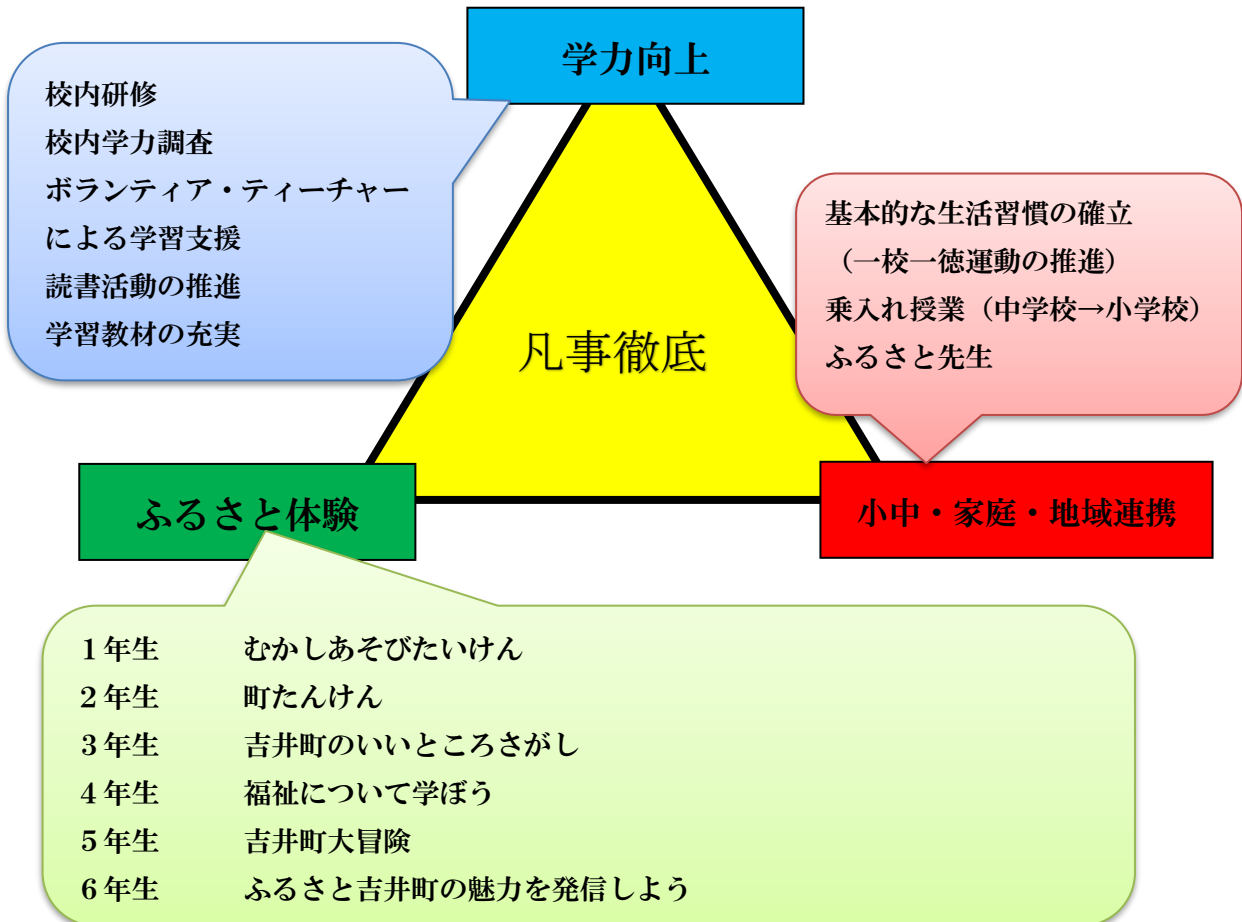 学力向上
校内研修
校内学力調査
ボランティア・ティーチャー
による学習支援
読書活動の推進
学習教材の充実
基本的な生活習慣の確立
（一校一徳運動の推進）
乗入れ授業（中学校→小学校）
ふるさと先生
凡事徹底
ふるさと体験
小中・家庭・地域連携
１年生　むかしあそびたいけん
２年生　町たんけん
３年生　吉井町のいいところさがし
４年生　福祉について学ぼう
５年生　吉井町大冒険
６年生　ふるさと吉井町の魅力を発信しよう